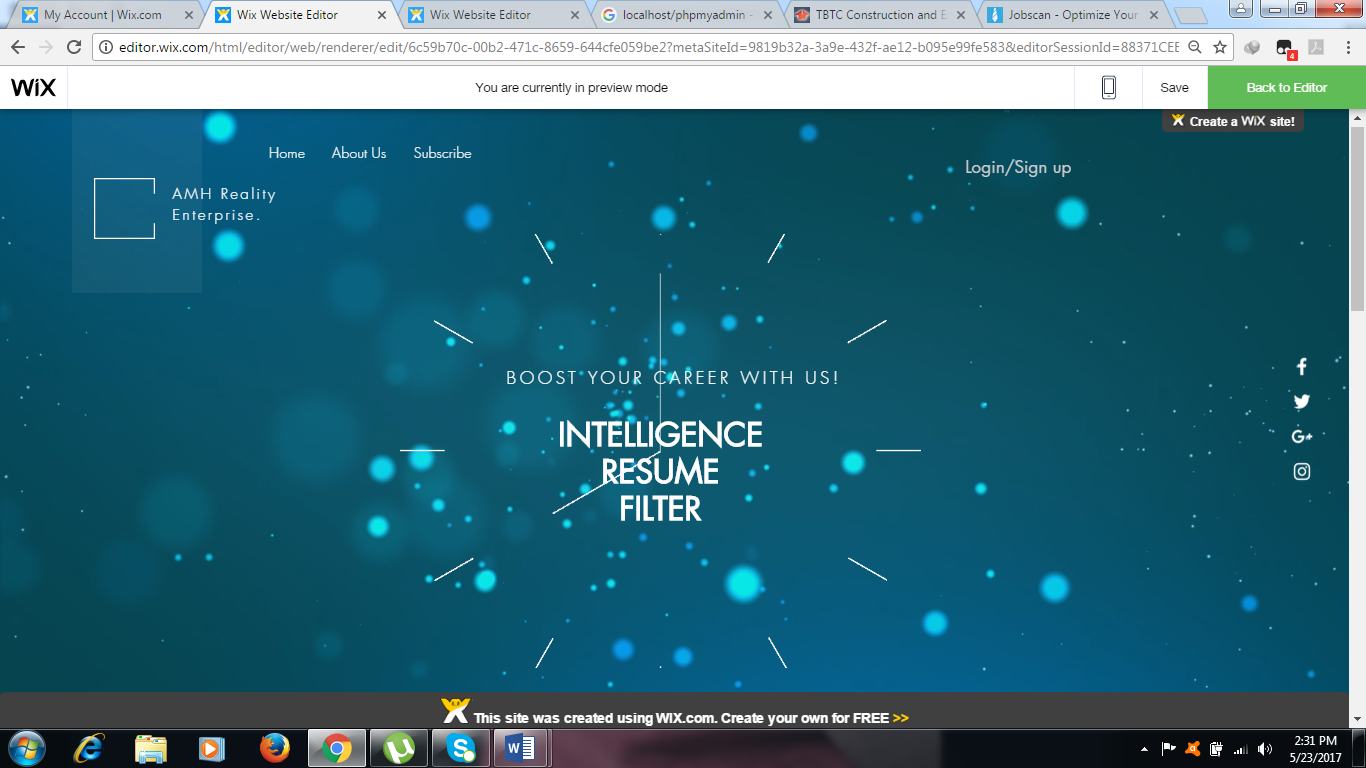 My Account | Wix.com
Wix Website Editor
Wix Website Editor
localhost/phpmyadmin -
TBTC Construction and E
Jobscan - Optimize Your
editor.wix.com/html/editor/web/renderer/edit/6c59b70c-00b2-471c-8659-644cfe059be2?metaSiteId=9819b32a-3a9e-432f-ae12-b095e99fe583&editorSessionId=88371CEE
4
WiX
You are currently in preview mode
Save
Back to Editor
Create a WiX site!
Home
About Us
Subscribe
Login/Sign up
AMH Reality
Enterprise.
BOOST YOUR CAREER WITH US!
INTELLIGENCE
RESUME
FILTER
This site was created using WIX.com. Create your own for FREE >>
2:31 PM
5/23/2017